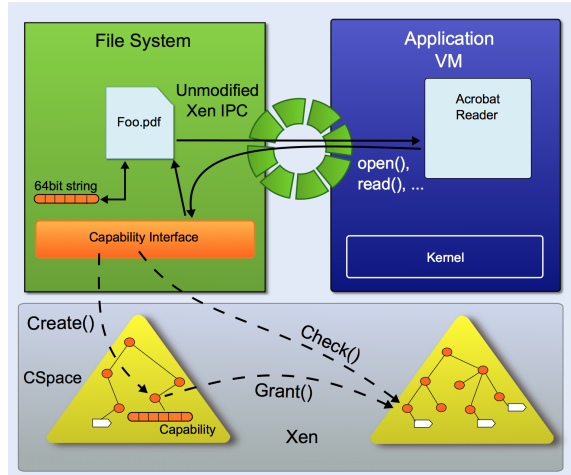 File System
Application
VM
Unmodified
Xen IPC
Foo.pdf
Acrobat
Reader
open(),
read(), ...
64bit string
Capability Interface
Kernel
Create()
Check()
CSpace
Grant()
Capability
Xen